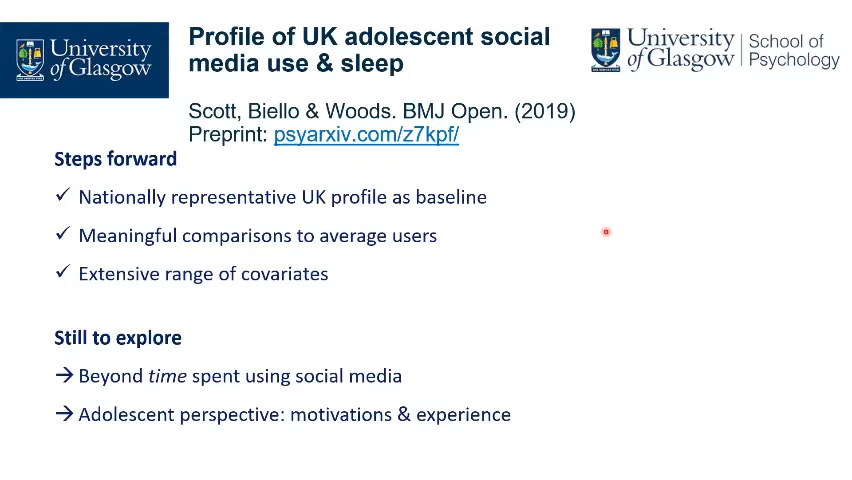 University
of Glasgow
Profile of UK adolescent social
media use & sleep
University
of Glasgow
School of
Psychology
Scott, Biello & Woods. BMJ Open. (2019)
Preprint: psyarxiv.com/z7kpf/
Steps forward
✓ Nationally representative UK profile as baseline
✓ Meaningful comparisons to average users
✓ Extensive range of covariates
Still to explore
→ Beyond time spent using social media
→ Adolescent perspective: motivations & experience